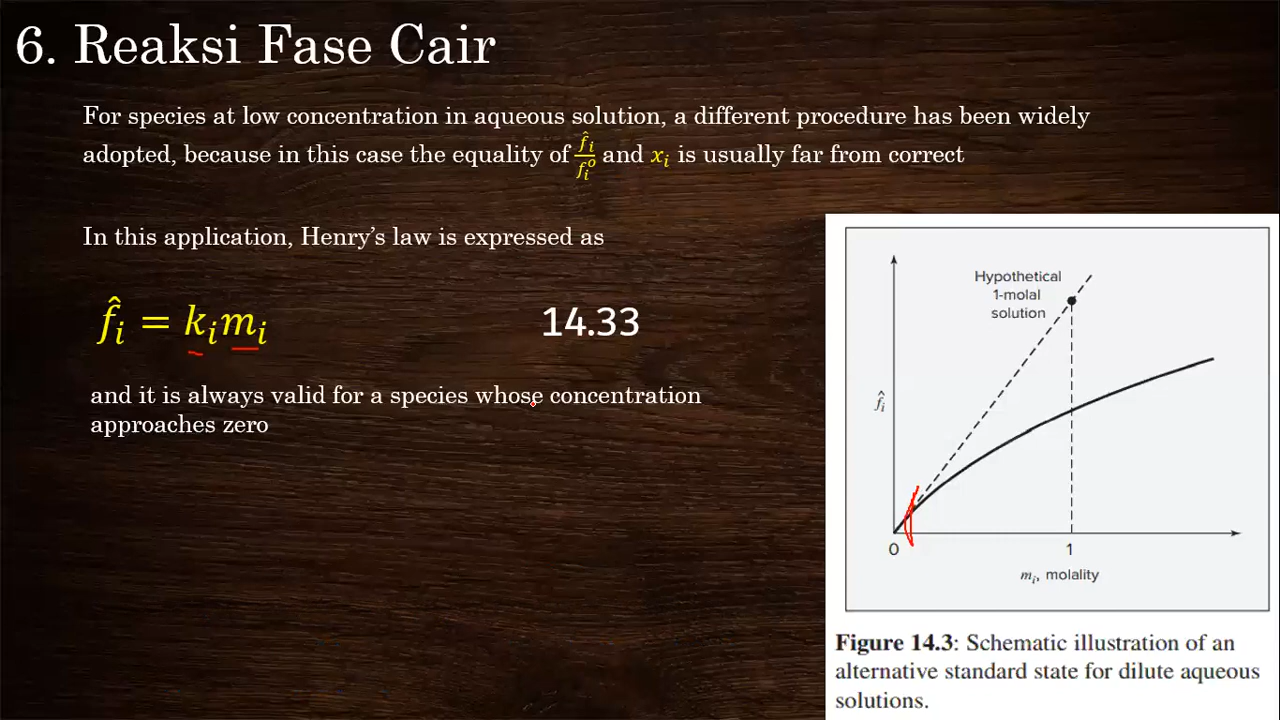 6. Reaksi Fase Cair
For species at low concentration in aqueous solution, a different procedure has been widely
adopted, because in this case the equality of f̂ᵢ/fᵢ° and xᵢ is usually far from correct
In this application, Henry’s law is expressed as
f̂ᵢ = kᵢmᵢ 14.33
and it is always valid for a species whose concentration
approaches zero
Hypothetical
1-molal
solution
f̂ᵢ
0 1
mᵢ, molality
Figure 14.3: Schematic illustration of an
alternative standard state for dilute aqueous
solutions.